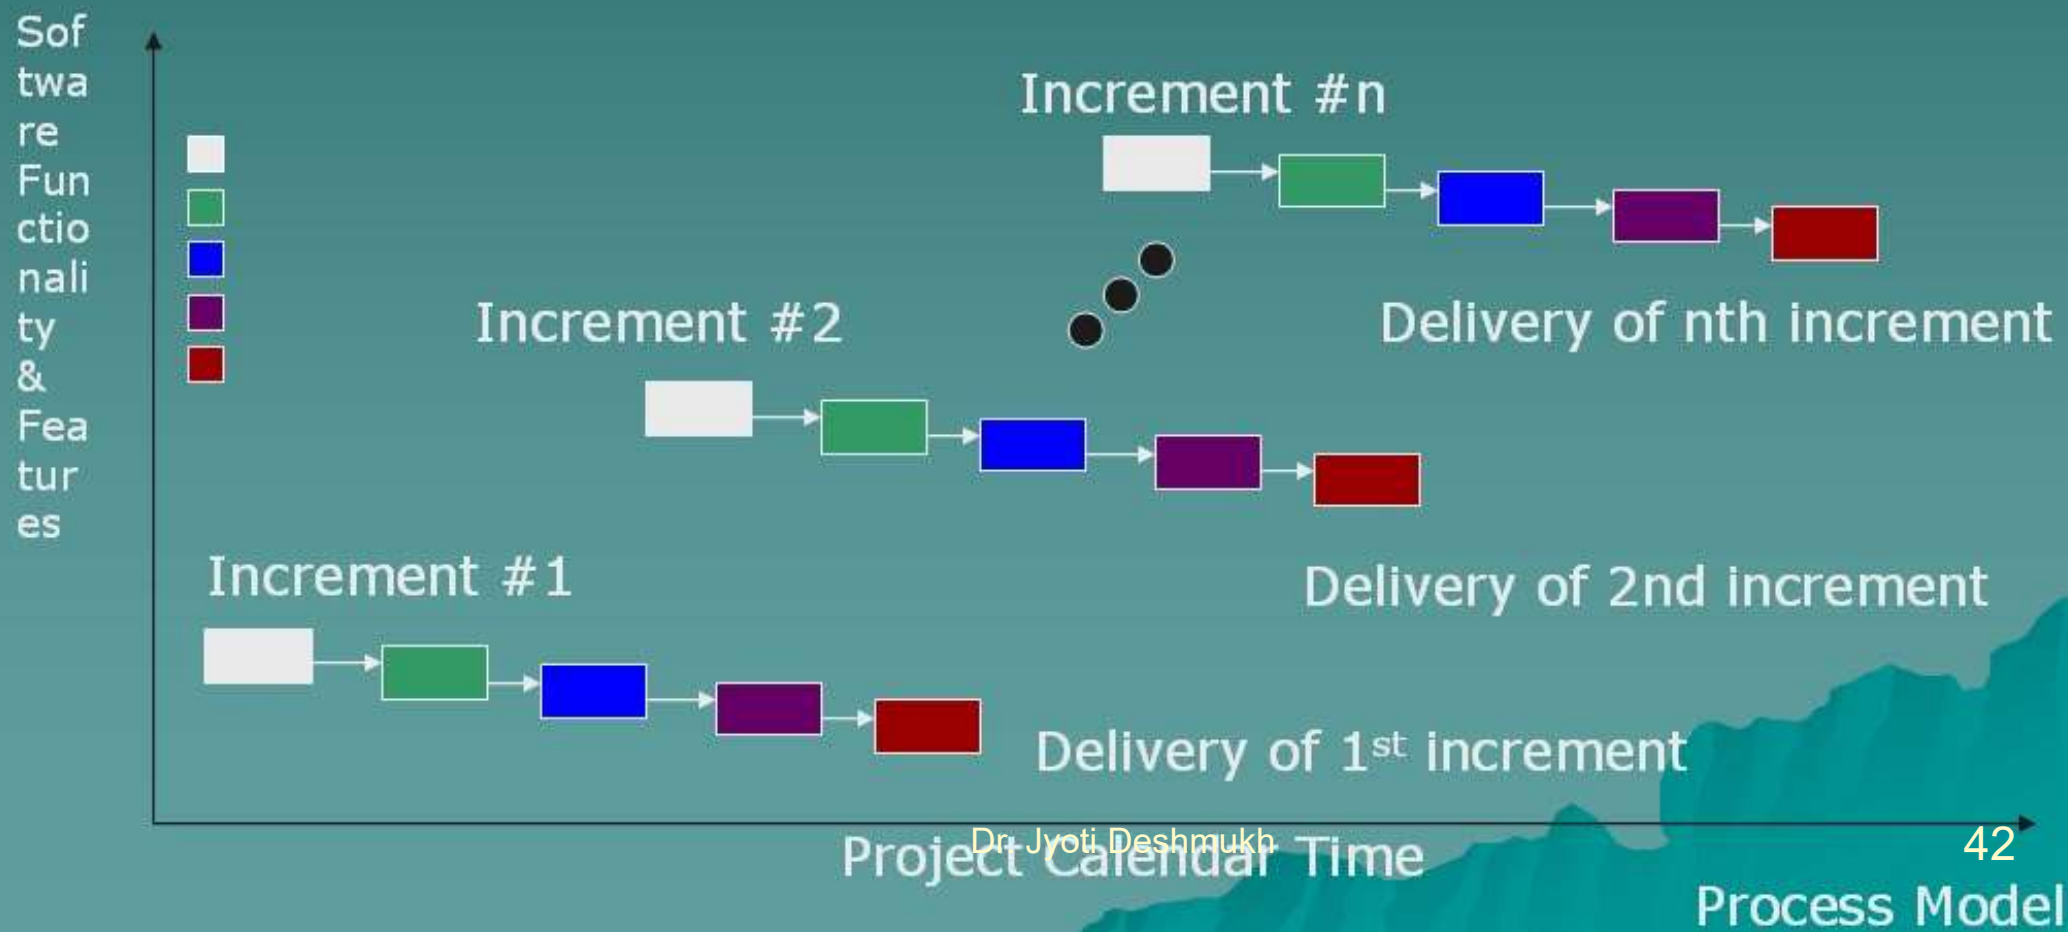 Sof
twa
re
Fun
ctio
nali
ty
&
Fea
tur
es
Increment #n
Increment #2
Delivery of nth increment
Increment #1
Delivery of 2nd increment
Delivery of 1st increment
Dr. Jyoti Deshmukh
Project Calendar Time
42
Process Model